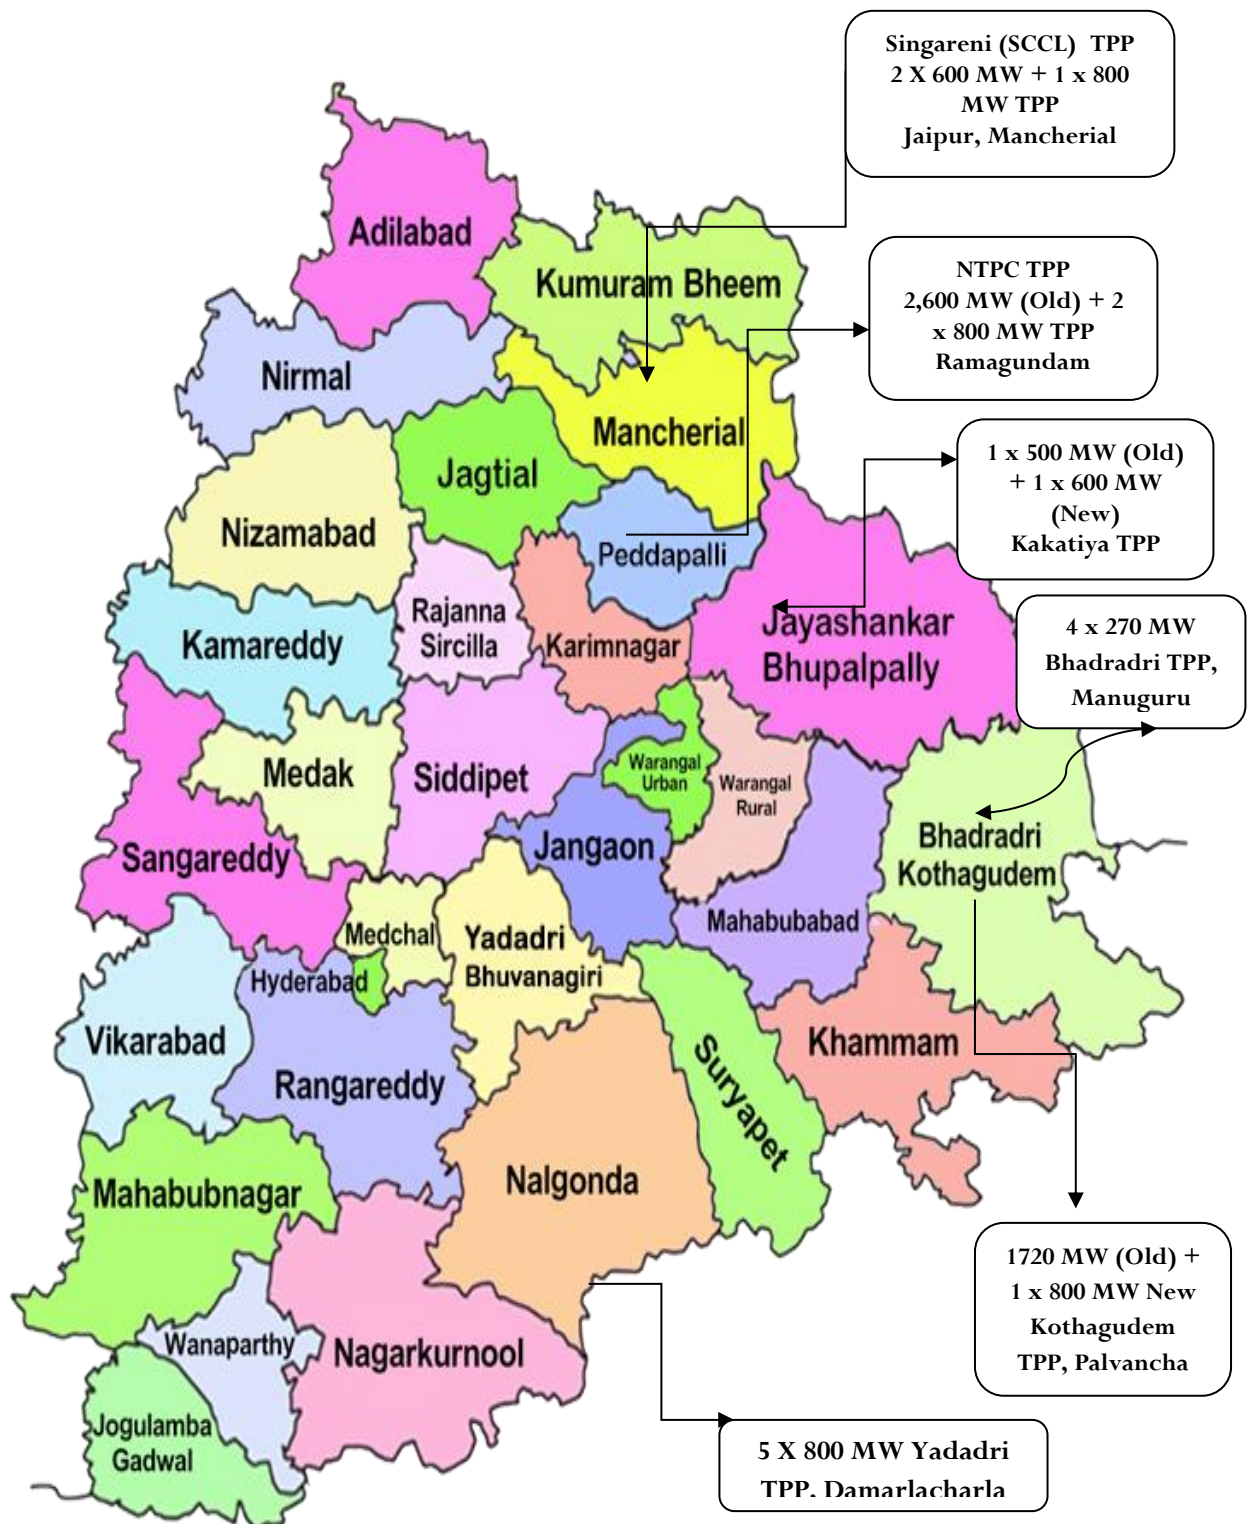 Singareni (SCCL) TPP
2 X 600 MW + 1 x 800
MW TPP
Jaipur, Mancherial
Adilabad
Kumuram Bheem
NTPC TPP
2,600 MW (Old) + 2
x 800 MW TPP
Ramagundam
Nirmal
Mancherial
Jagtial
1 x 500 MW (Old)
+ 1 x 600 MW
(New)
Kakatiya TPP
Nizamabad
Peddapalli
Rajanna
Sircilla
Kamareddy
Karimnagar
Jayashankar
Bhupalpally
4 x 270 MW
Bhadradri TPP,
Manuguru
Medak
Siddipet
Warangal
Urban
Warangal
Rural
Sangareddy
Jangaon
Bhadradri
Kothagudem
Mahabubabad
Medchal
Yadadri
Bhuvanagiri
Hyderabad
Vikarabad
Rangareddy
Suryapet
Khammam
Mahabubnagar
Nalgonda
1720 MW (Old) +
1 x 800 MW New
Kothagudem
TPP, Palvancha
Wanaparthy
Nagarkurnool
Jogulamba
Gadwal
5 X 800 MW Yadadri
TPP, Damarlacharla